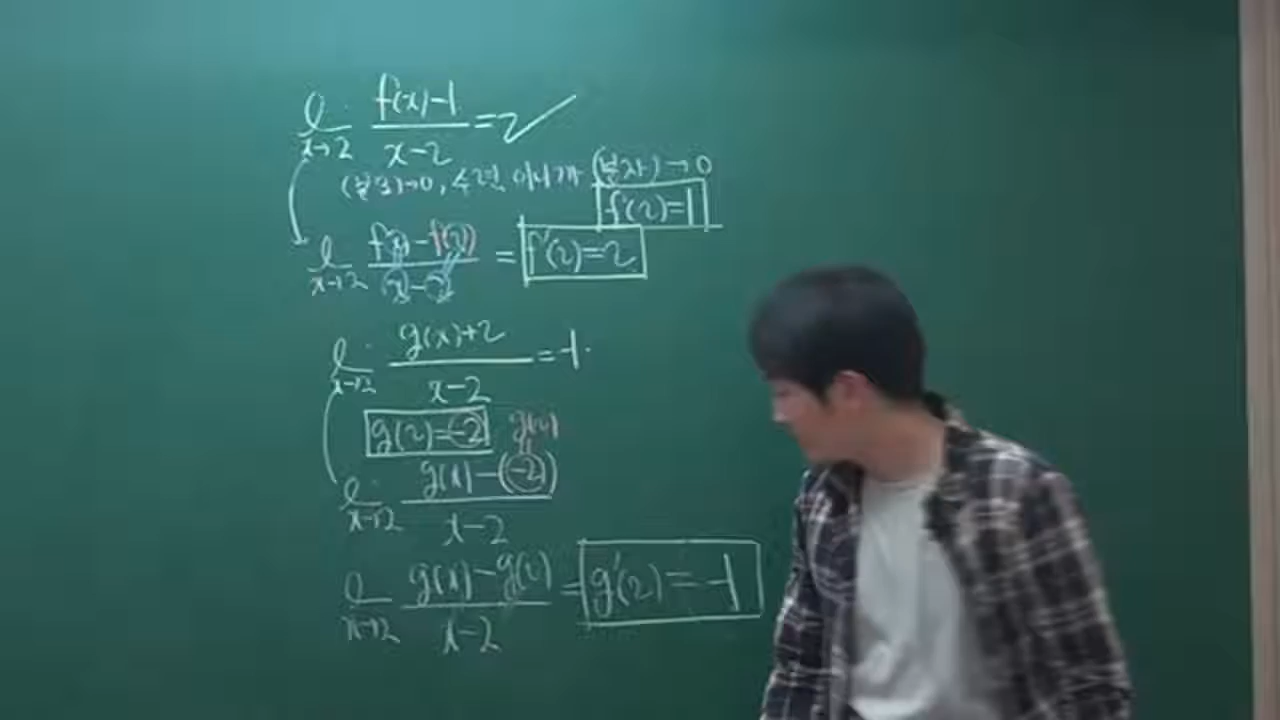 lim x→2 f(x)-1 / x-2 = 2 ✓
(분모)→0, 수렴 이니까 (분자)→0
f(2)=1
lim x→2 f(x)-f(2) / x-2 = f'(2)=2
lim x→2 g(x)+2 / x-2 = -1.
g(2)=-2 g(2)
lim x→2 g(x)-(-2) / x-2
lim x→2 g(x)-g(2) / x-2 = g'(2)=-1